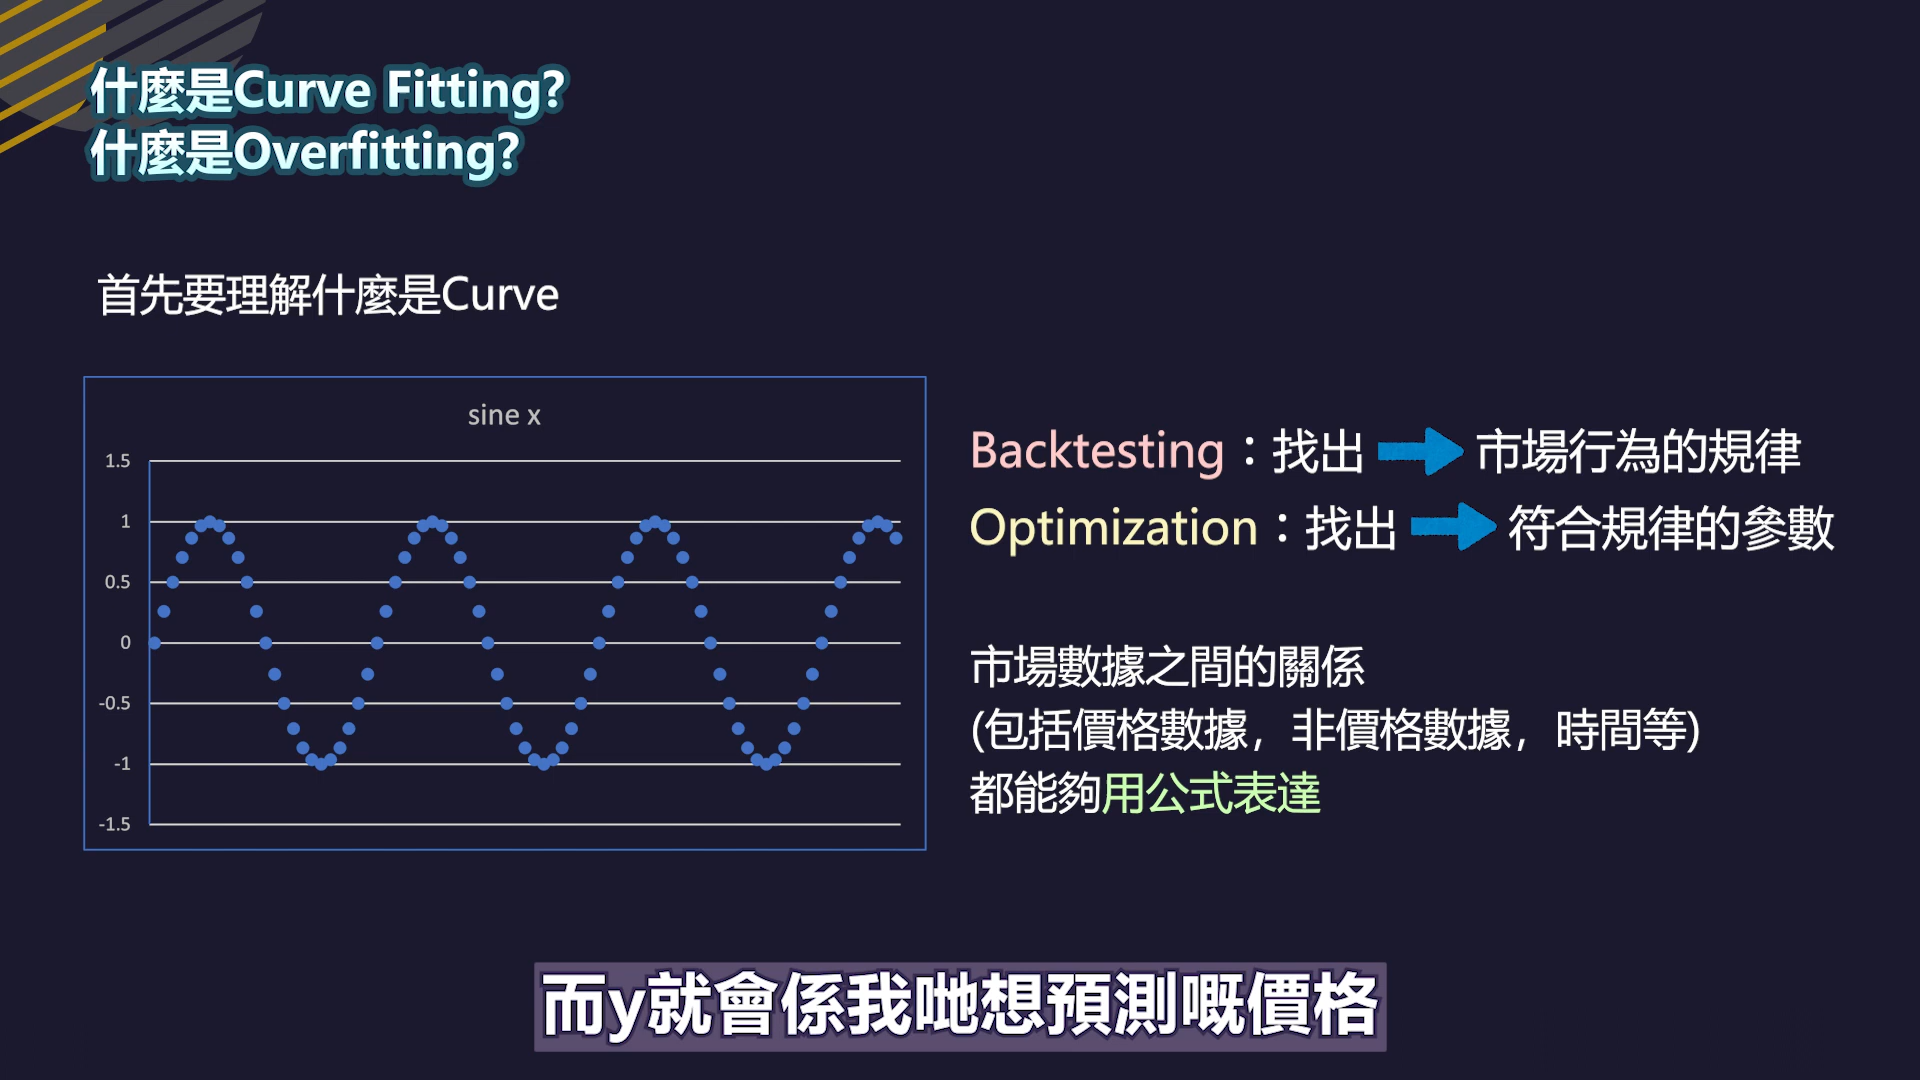 什麼是Curve Fitting?
什麼是Overfitting?
首先要理解什麼是Curve
sine x
1.5
1
0.5
0
-0.5
-1
-1.5
Backtesting：找出 市場行為的規律
Optimization：找出 符合規律的參數
市場數據之間的關係
(包括價格數據，非價格數據，時間等)
都能夠用公式表達
而y就會係我哋想預測嘅價格